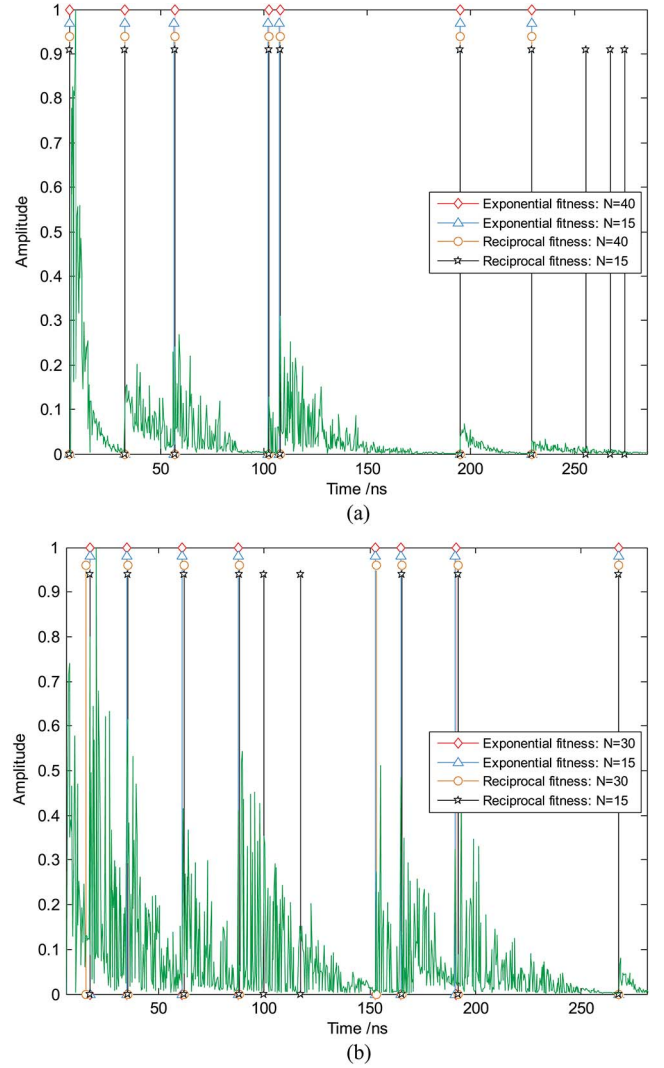 1
0.9
0.8
0.7
0.6
0.5
0.4
0.3
0.2
0.1
0
Amplitude
Exponential fitness: N=40
Exponential fitness: N=15
Reciprocal fitness: N=40
Reciprocal fitness: N=15
50 100 150 200 250
Time /ns
(a)
1
0.9
0.8
0.7
0.6
0.5
0.4
0.3
0.2
0.1
0
Amplitude
Exponential fitness: N=30
Exponential fitness: N=15
Reciprocal fitness: N=30
Reciprocal fitness: N=15
50 100 150 200 250
Time /ns
(b)